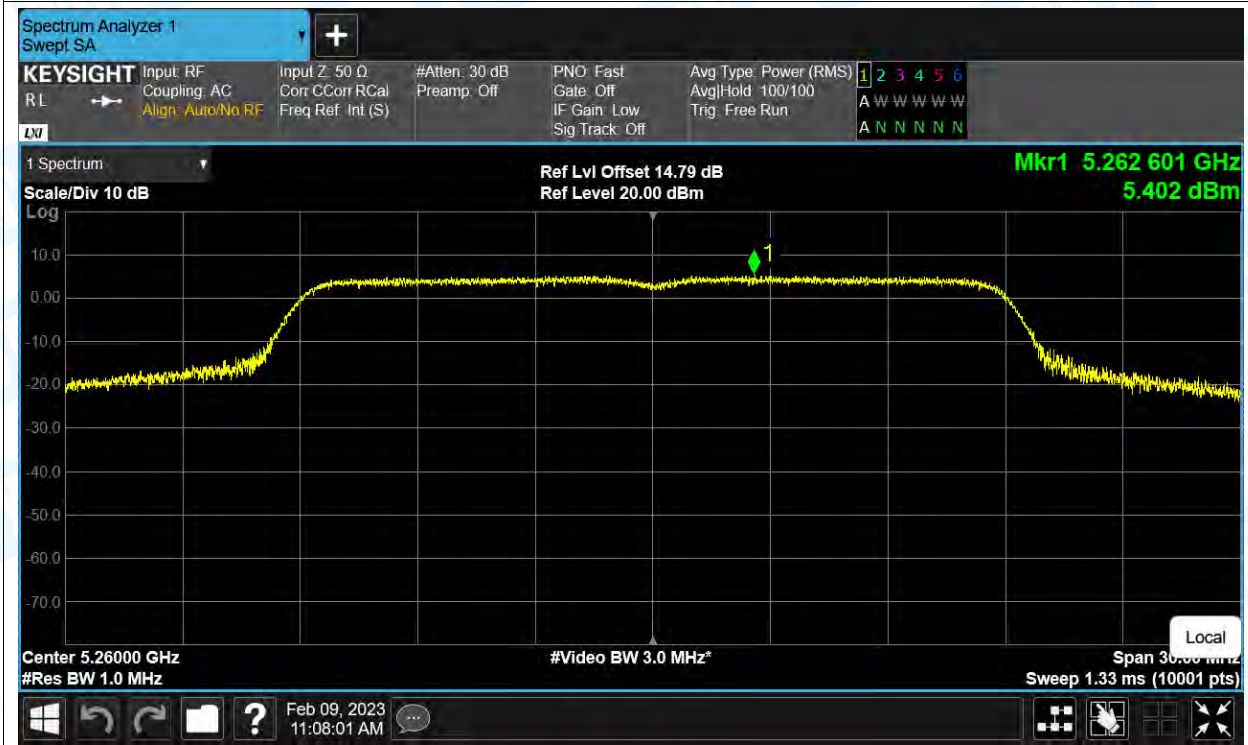 Spectrum Analyzer 1
Swept SA
KEYSIGHT
RL
LXI
Input: RF
Coupling: AC
Align: Auto/No RF
Input Z: 50 Ω
Corr CCorr RCal
Freq Ref: Int (S)
#Atten: 30 dB
Preamp: Off
PNO: Fast
Gate: Off
IF Gain: Low
Sig Track: Off
Avg Type: Power (RMS)
Avg|Hold: 100/100
Trig: Free Run
1 2 3 4 5 6
A W W W W W
A N N N N N
1 Spectrum
Scale/Div 10 dB
Ref Lvl Offset 14.79 dB
Ref Level 20.00 dBm
Mkr1 5.262 601 GHz
5.402 dBm
Log
1
10.0
0.00
-10.0
-20.0
-30.0
-40.0
-50.0
-60.0
-70.0
Local
Center 5.26000 GHz
#Video BW 3.0 MHz*
Span 30.00 MHz
#Res BW 1.0 MHz
Sweep 1.33 ms (10001 pts)
?
Feb 09, 2023
11:08:01 AM